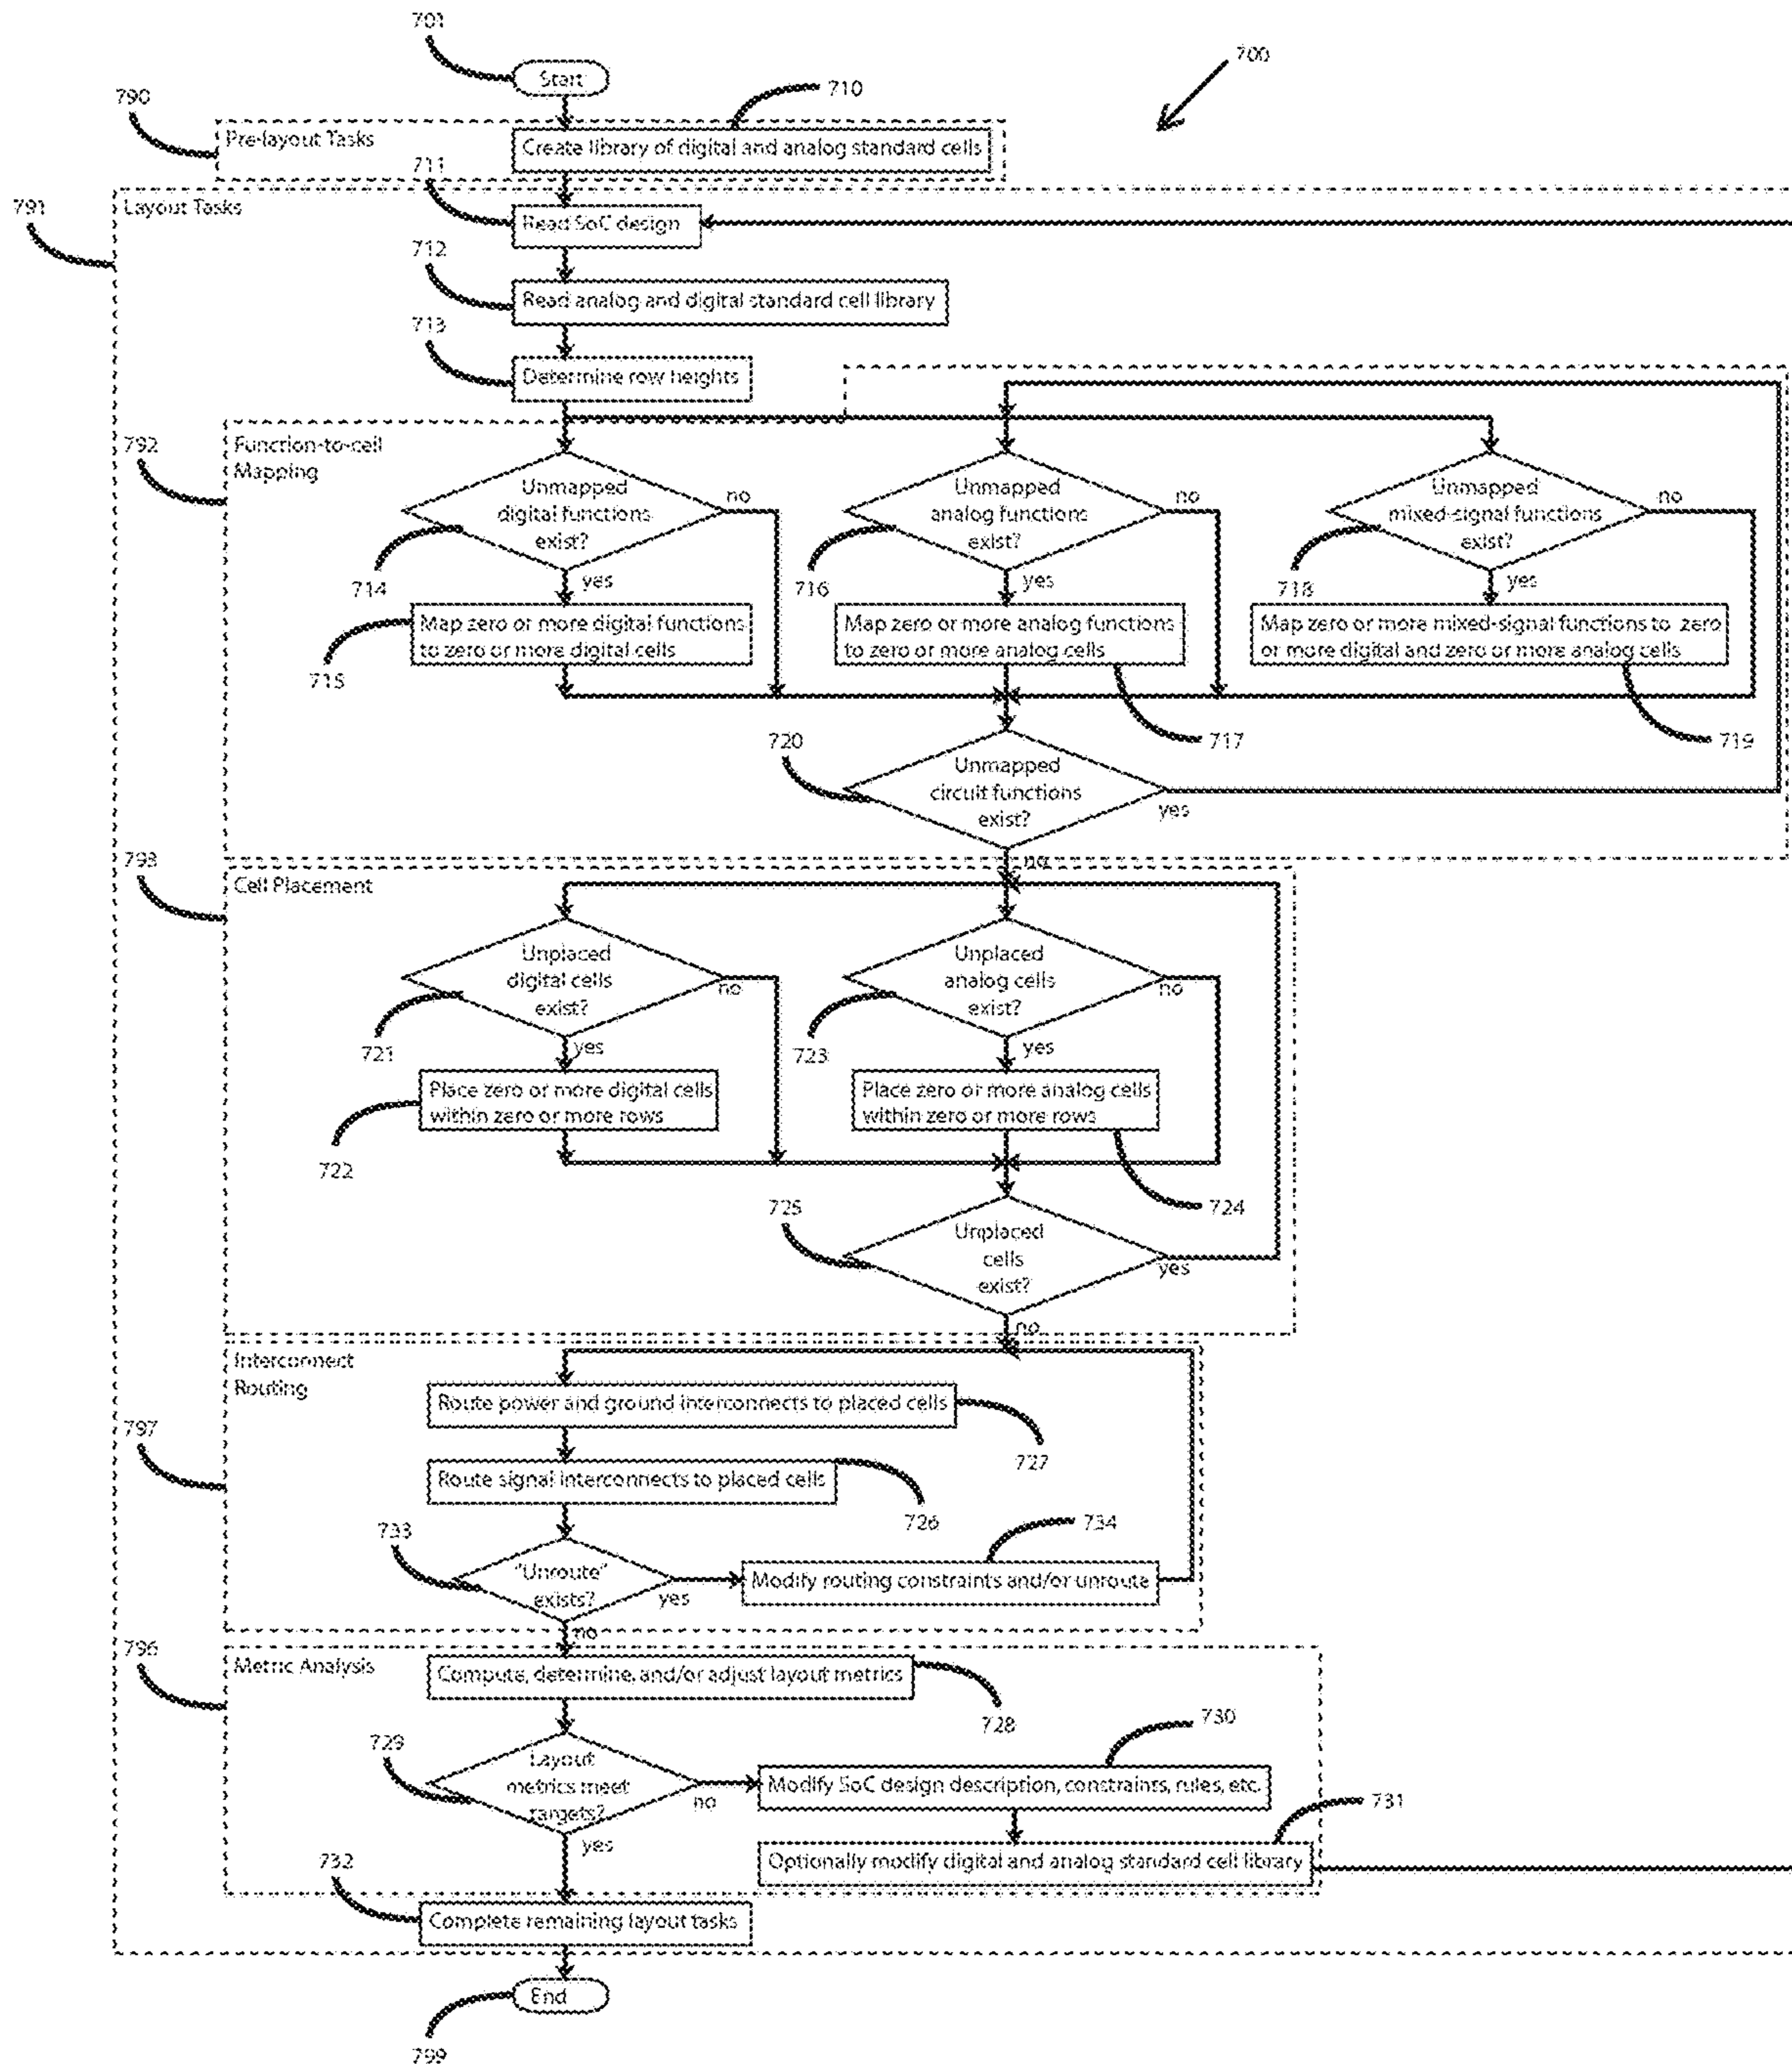 701
Start
700
790
710
Pre-layout Tasks
Create library of digital and analog standard cells
711
791
Layout Tasks
Read SoC design
712
Read analog and digital standard cell library
713
Determine row heights
792
Function-to-cell
Mapping
Unmapped
digital functions
exist?
no
Unmapped
analog functions
exist?
no
Unmapped
mixed-signal functions
exist?
no
714
yes
716
yes
718
yes
Map zero or more digital functions
to zero or more digital cells
Map zero or more analog functions
to zero or more analog cells
Map zero or more mixed-signal functions to zero
or more digital and zero or more analog cells
715
717
719
720
Unmapped
circuit functions
exist?
yes
no
793
Cell Placement
Unplaced
digital cells
exist?
no
Unplaced
analog cells
exist?
no
721
yes
723
yes
Place zero or more digital cells
within zero or more rows
Place zero or more analog cells
within zero or more rows
722
724
725
Unplaced
cells
exist?
yes
no
Interconnect
Routing
Route power and ground interconnects to placed cells
797
727
Route signal interconnects to placed cells
726
733
734
"Unroute"
exists?
yes
Modify routing constraints and/or unroute
no
796
Metric Analysis
Compute, determine, and/or adjust layout metrics
728
729
730
Layout
metrics meet
targets?
no
Modify SoC design description, constraints, rules, etc.
731
yes
Optionally modify digital and analog standard cell library
732
Complete remaining layout tasks
End
799